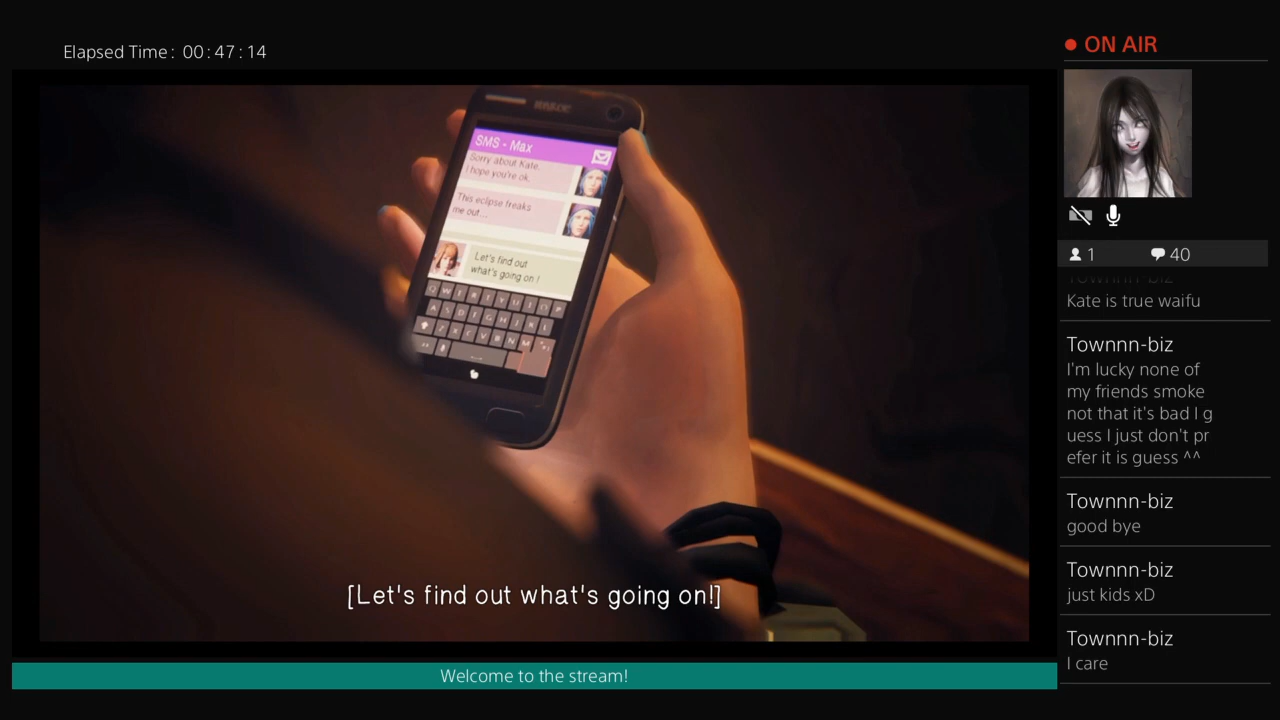 Elapsed Time: 00:47:14
ON AIR
SMS - Max
Sorry about Kate..
I hope you're ok.
This eclipse freaks
me out...
Let's find out
what's going on !
[Let's find out what's going on!]
Welcome to the stream!
1
40
Townnn-biz
Kate is true waifu
Townnn-biz
I'm lucky none of
my friends smoke
not that it's bad I g
uess I just don't pr
efer it is guess ^^
Townnn-biz
good bye
Townnn-biz
just kids xD
Townnn-biz
I care